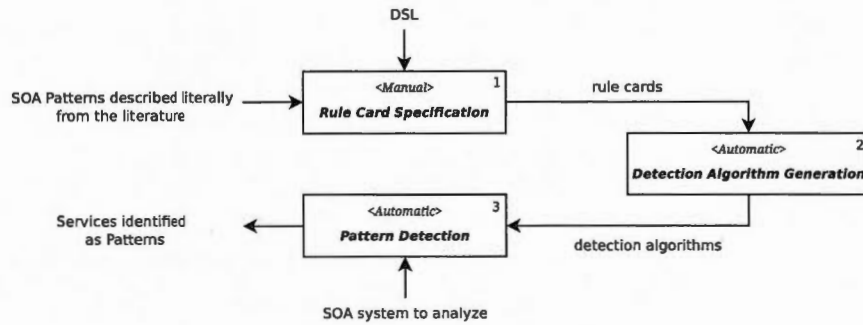 DSL
<Manual>
1
SOA Patterns described literally
from the literature
Rule Card Specification
rule cards
<Automatic>
2
Detection Algorithm Generation
<Automatic>
3
Pattern Detection
Services identified
as Patterns
detection algorithms
SOA system to analyze